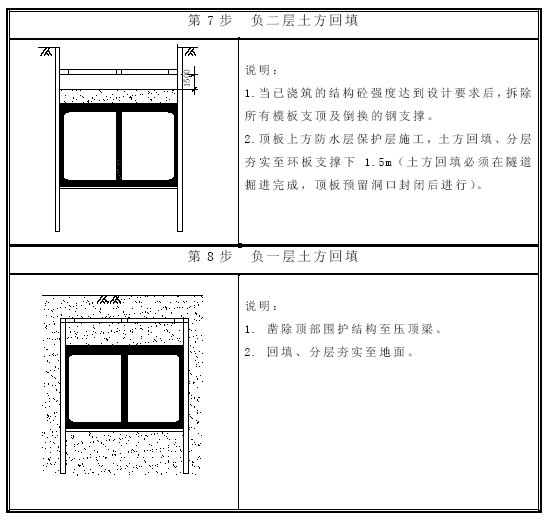 第7步 负二层土方回填
1500
说明：
1.当已浇筑的结构砼强度达到设计要求后，拆除
所有模板支顶及倒换的钢支撑。
2.顶板上方防水层保护层施工，土方回填、分层
夯实至环板支撑下 1.5m（土方回填必须在隧道
掘进完成，顶板预留洞口封闭后进行）。
第8步 负一层土方回填
说明：
1. 凿除顶部围护结构至压顶梁。
2. 回填、分层夯实至地面。